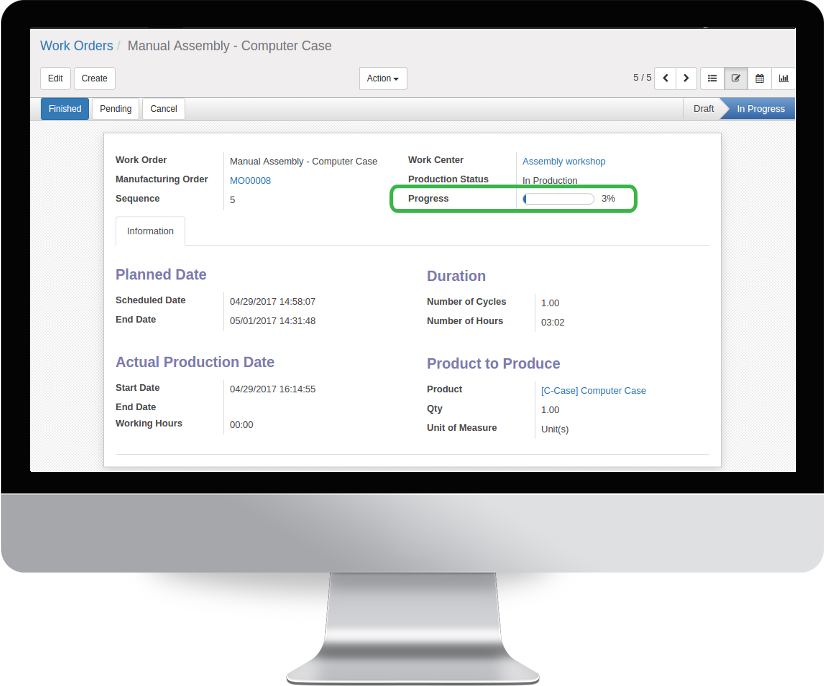 Work Orders / Manual Assembly - Computer Case
Edit Create Action 5 / 5
Finished Pending Cancel Draft In Progress
Work Order Manual Assembly - Computer Case Work Center Assembly workshop
Manufacturing Order MO00008 Production Status In Production
Sequence 5 Progress 3%
Information
Planned Date Duration
Scheduled Date 04/29/2017 14:58:07 Number of Cycles 1.00
End Date 05/01/2017 14:31:48 Number of Hours 03:02
Actual Production Date Product to Produce
Start Date 04/29/2017 16:14:55 Product [C-Case] Computer Case
End Date Qty 1.00
Working Hours 00:00 Unit of Measure Unit(s)